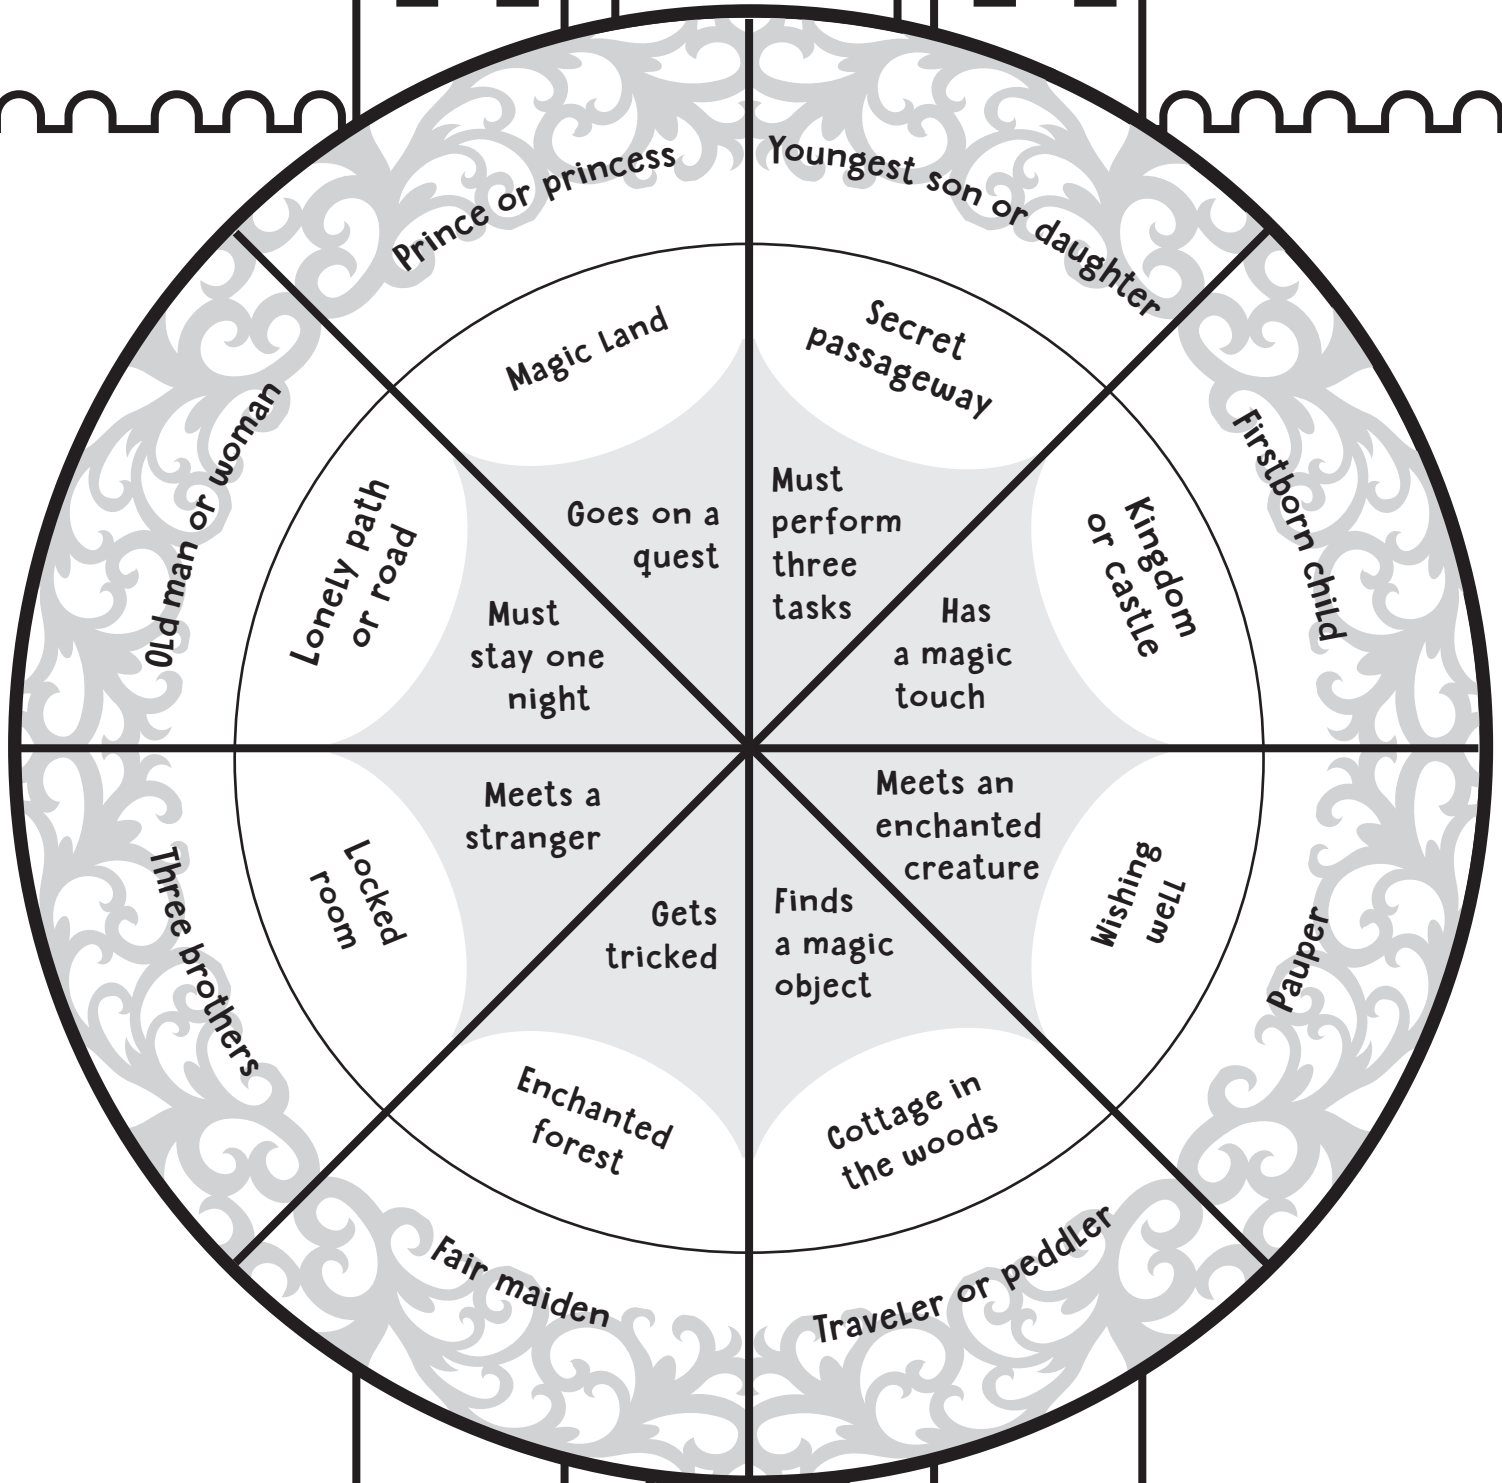 Prince or princess
Youngest son or daughter
Firstborn child
Pauper
Traveler or peddler
Fair maiden
Three brothers
Old man or woman
Magic Land
Secret
passageway
Kingdom
or castle
Wishing
well
Cottage in
the woods
Enchanted
forest
Locked
room
Lonely path
or road
Goes on a
quest
Must
perform
three
tasks
Has
a magic
touch
Meets an
enchanted
creature
Finds
a magic
object
Gets
tricked
Meets a
stranger
Must
stay one
night